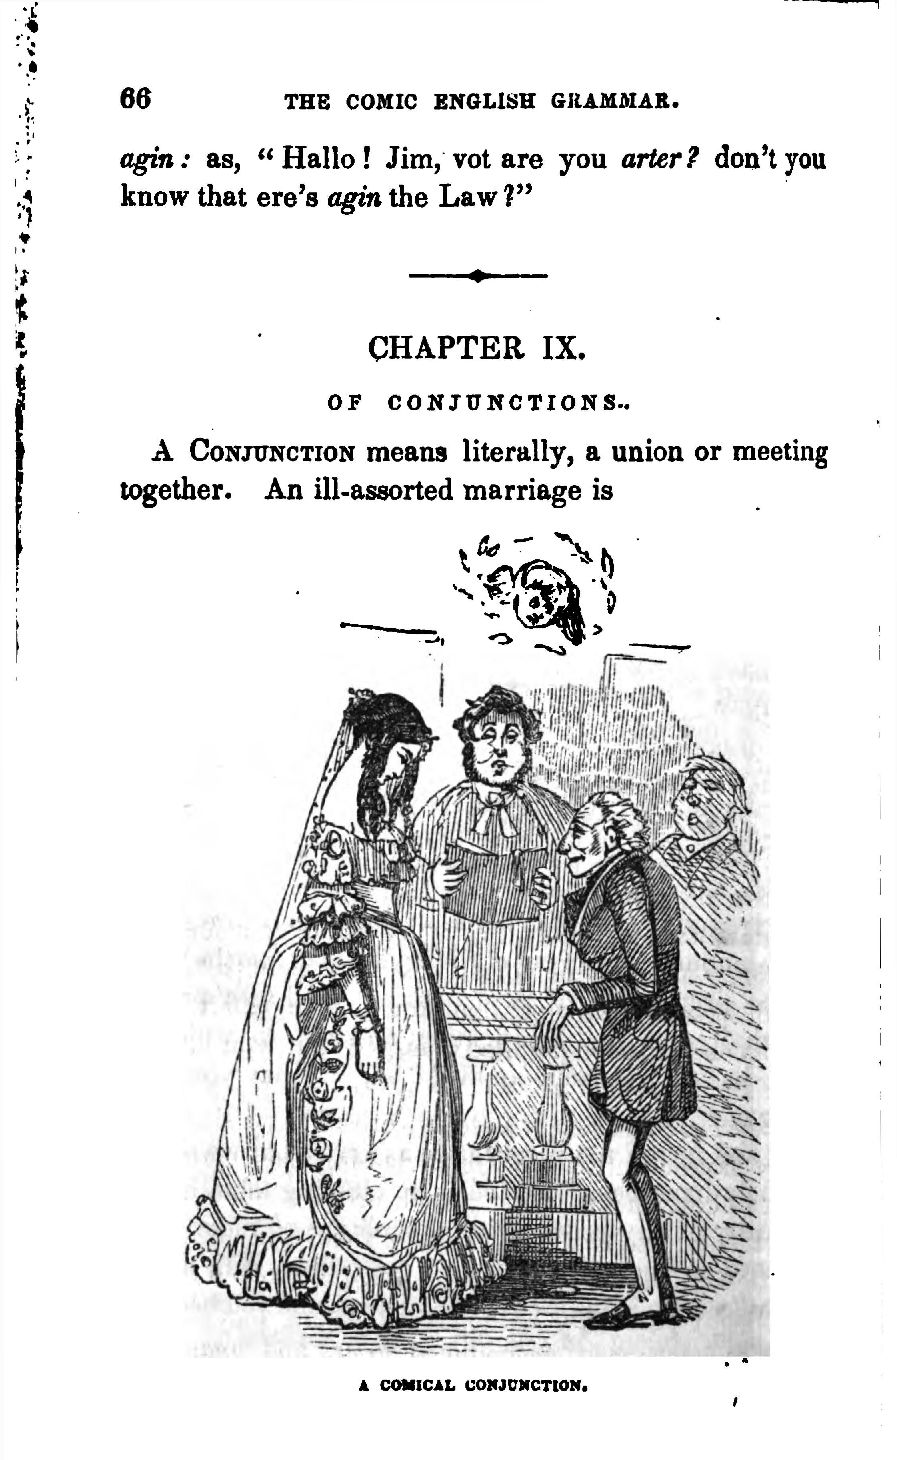 66 THE COMIC ENGLISH GRAMMAR.
agin: as, “Hallo! Jim, vot are you arter? don't you
know that ere's agin the Law?”
CHAPTER IX.
OF CONJUNCTIONS.
A CONJUNCTION means literally, a union or meeting
together. An ill-assorted marriage is
A COMICAL CONJUNCTION.